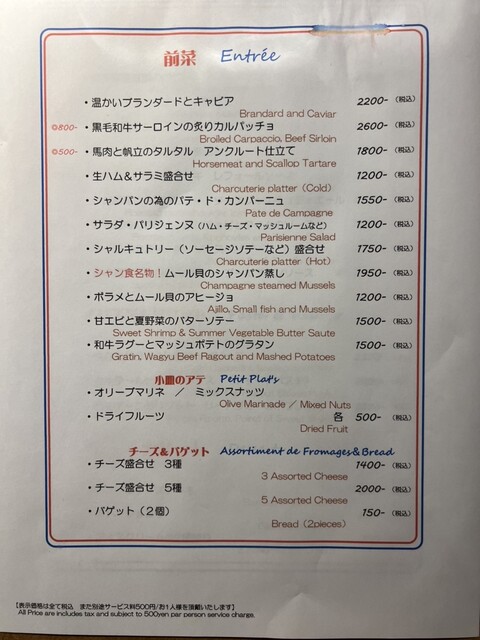 前菜 Entrée
・温かいブランダードとキャビア 2200-（税込）
Brandard and Caviar
◎800- ・黒毛和牛サーロインの炙りカルパッチョ 2600-（税込）
Broiled Carpaccio, Beef Sirloin
◎500- ・馬肉と帆立のタルタル アンクルート仕立て 1800-（税込）
Horsemeat and Scallop Tartare
・生ハム＆サラミ盛合せ 1200-（税込）
Charcuterie platter（Cold）
・シャンパンの為のパテ・ド・カンパーニュ 1550-（税込）
Pate de Campagne
・サラダ・パリジェンヌ（ハム・チーズ・マッシュルームなど） 1200-（税込）
Parisienne Salad
・シャルキュトリー（ソーセージソテーなど）盛合せ 1750-（税込）
Charcuterie platter（Hot）
・シャン食名物！ムール貝のシャンパン蒸し 1950-（税込）
Champagne steamed Mussels
・ポラメとムール貝のアヒージョ 1200-（税込）
Ajillo, Small fish and Mussels
・甘エビと夏野菜のバターソテー 1500-（税込）
Sweet Shrimp & Summer Vegetable Butter Saute
・和牛ラグーとマッシュポテトのグラタン 1500-（税込）
Gratin, Wagyu Beef Ragout and Mashed Potatoes
小皿のアテ Petit Plat's
・オリーブマリネ ／ ミックスナッツ
Olive Marinade / Mixed Nuts
・ドライフルーツ 各 500-（税込）
Dried Fruit
チーズ＆バゲット Assortiment de Fromages&Bread
・チーズ盛合せ 3種 1400-（税込）
3 Assorted Cheese
・チーズ盛合せ 5種 2000-（税込）
5 Assorted Cheese
・バゲット（２個） 150-（税込）
Bread（2pieces）
【表示価格は全て税込 また別途サービス料500円/お1人様を頂戴いたします】
All Price are includes tax and subject to 500yen par person service charge.